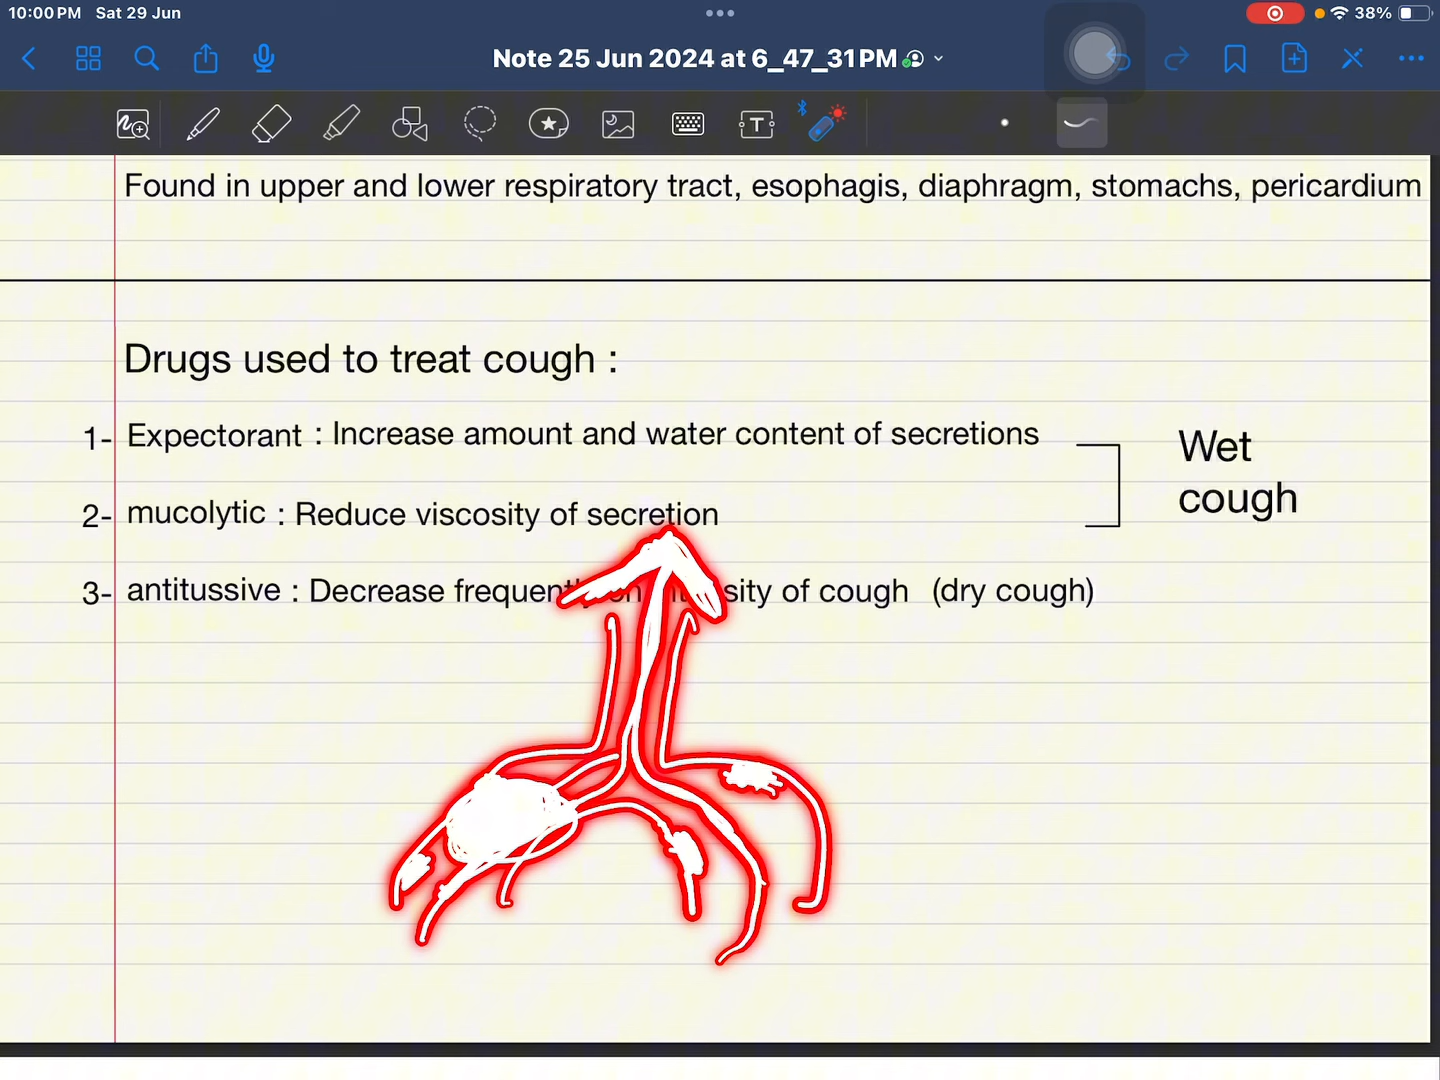 10:00 PM Sat 29 Jun
38%
Note 25 Jun 2024 at 6_47_31 PM
T
Found in upper and lower respiratory tract, esophagis, diaphragm, stomachs, pericardium
Drugs used to treat cough :
1- Expectorant : Increase amount and water content of secretions
Wet
cough
2- mucolytic : Reduce viscosity of secretion
3- antitussive : Decrease of cough (dry cough)